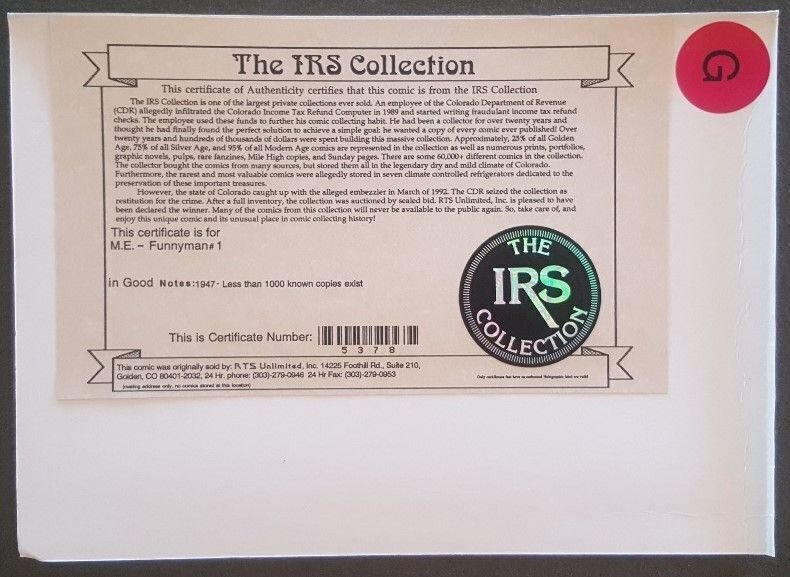 The IRS Collection
G
This certificate of Authenticity certifies that this comic is from the IRS Collection
The IRS Collection is one of the largest private collections ever sold. An employee of the Colorado Department of Revenue
(CDR) allegedly infiltrated the Colorado Income Tax Refund Computer in 1989 and started writing fraudulant income tax refund
checks. The employee used these funds to further his comic collecting habit. He had been a collector for over twenty years and
thought he had finally found the perfect solution to achieve a simple goal: he wanted a copy of every comic ever published! Over
twenty years and hundreds of thousands of dollars were spent building this massive collection. Approximately, 25% of all Golden
Age, 75% of all Silver Age, and 95% of all Modern Age comics are represented in the collection as well as numerous prints, portfolios,
graphic novels, pulps, rare fanzines, Mile High copies, and Sunday pages. There are some 60,000+ different comics in the collection.
The collector bought the comics from many sources, but stored them all in the legendary dry and mild climate of Colorado.
Furthermore, the rarest and most valuable comics were allegedly stored in seven climate controlled refrigerators dedicated to the
preservation of these important treasures.
However, the state of Colorado caught up with the alleged embezzler in March of 1992. The CDR seized the collection as
restitution for the crime. After a full inventory, the collection was auctioned by sealed bid. RTS Unlimited, Inc. is pleased to have
been declared the winner. Many of the comics from this collection will never be available to the public again. So, take care of, and
enjoy this unique comic and its unusual place in comic collecting history!
This certificate is for
M.E. - Funnyman# 1
in Good Notes:1947- Less than 1000 known copies exist
THE
IRS
COLLECTION
This is Certificate Number:
5 3 7 8
This comic was originally sold by: RTS Unlimited, Inc. 14225 Foothill Rd., Suite 210,
Golden, CO 80401-2032, 24 Hr. phone: (303)-279-0946 24 Hr Fax: (303)-279-0953
(mailing address only, no comics stored at this location)
Only certificates that have an authorized Holographic label are valid